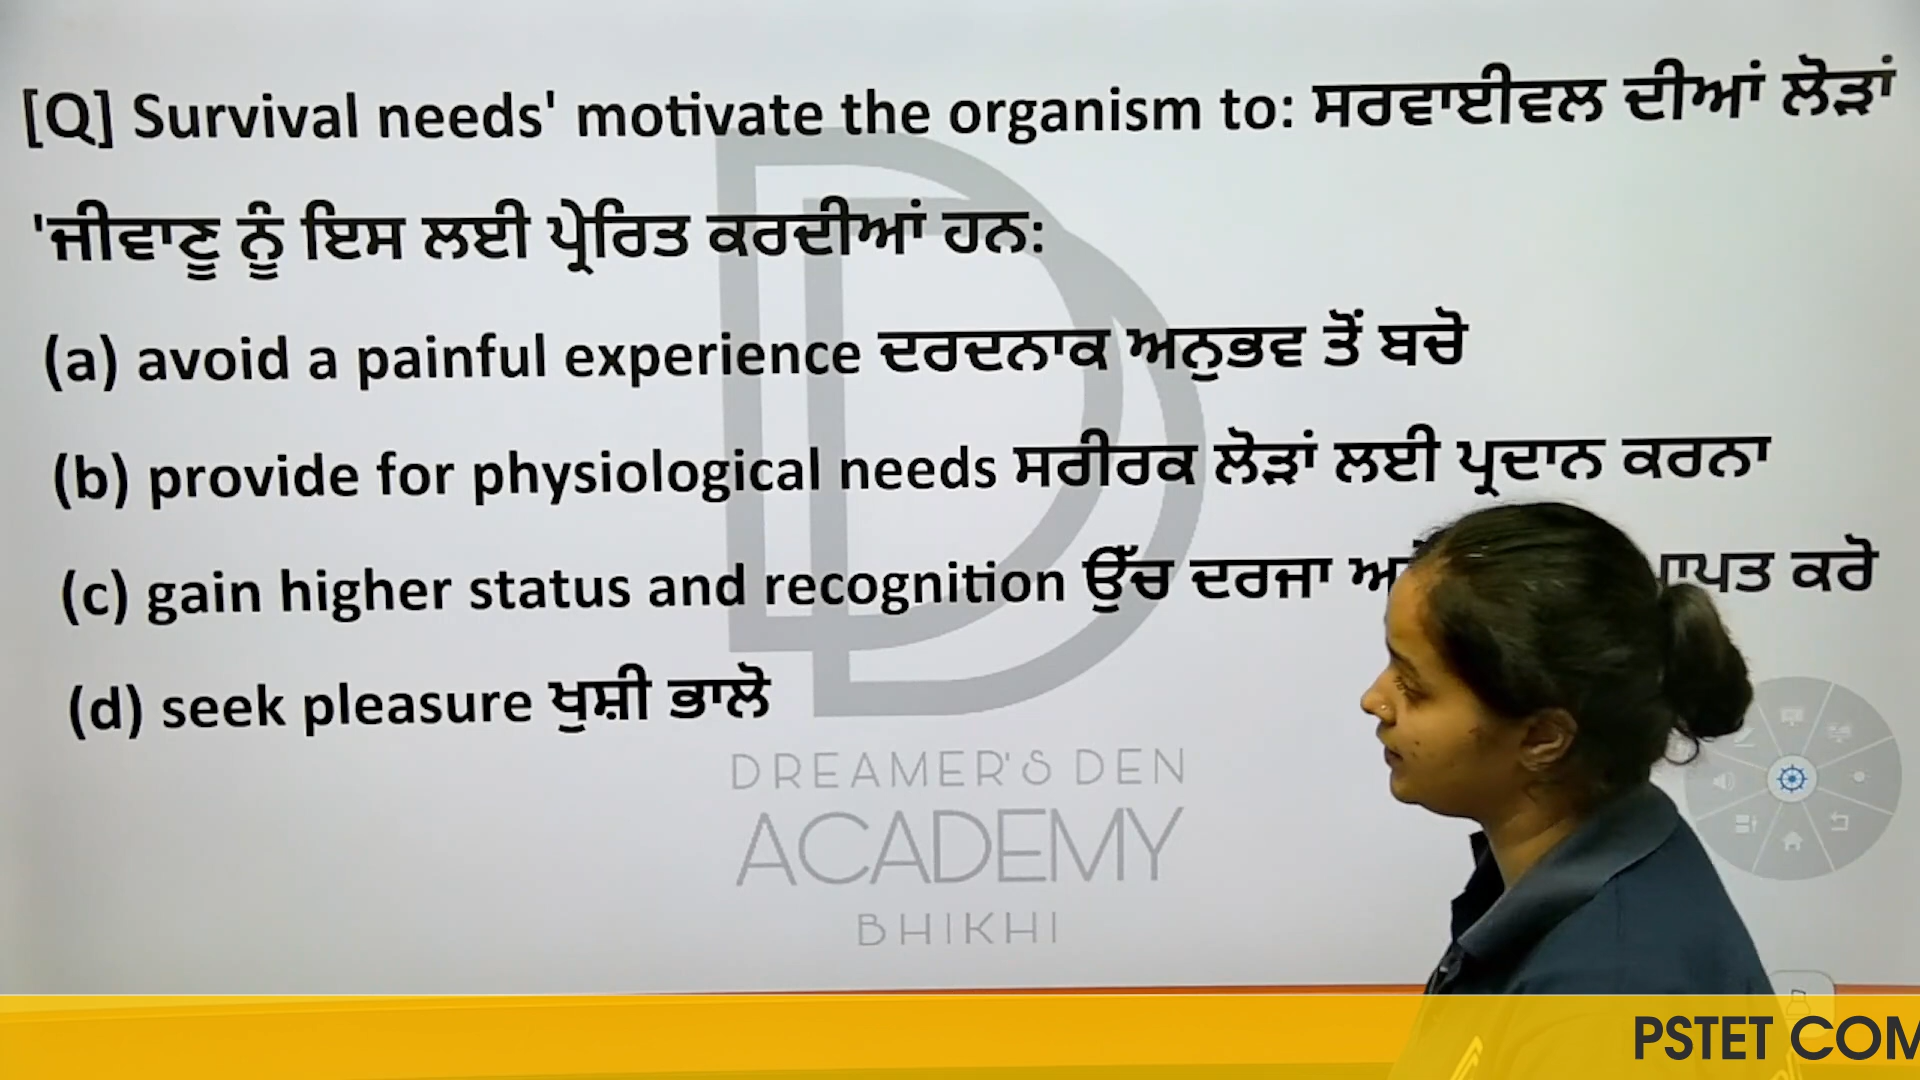 [Q] Survival needs' motivate the organism to: ਸਰਵਾਈਵਲ ਦੀਆਂ ਲੋੜਾਂ
'ਜੀਵਾਣੂ ਨੂੰ ਇਸ ਲਈ ਪ੍ਰੇਰਿਤ ਕਰਦੀਆਂ ਹਨ:
(a) avoid a painful experience ਦਰਦਨਾਕ ਅਨੁਭਵ ਤੋਂ ਬਚੋ
(b) provide for physiological needs ਸਰੀਰਕ ਲੋੜਾਂ ਲਈ ਪ੍ਰਦਾਨ ਕਰਨਾ
(c) gain higher status and recognition ਉੱਚ ਦਰਜਾ ਕਰੋ
(d) seek pleasure ਖੁਸ਼ੀ ਭਾਲੋ
DREAMER'S DEN
ACADEMY
BHIKHI
PSTET